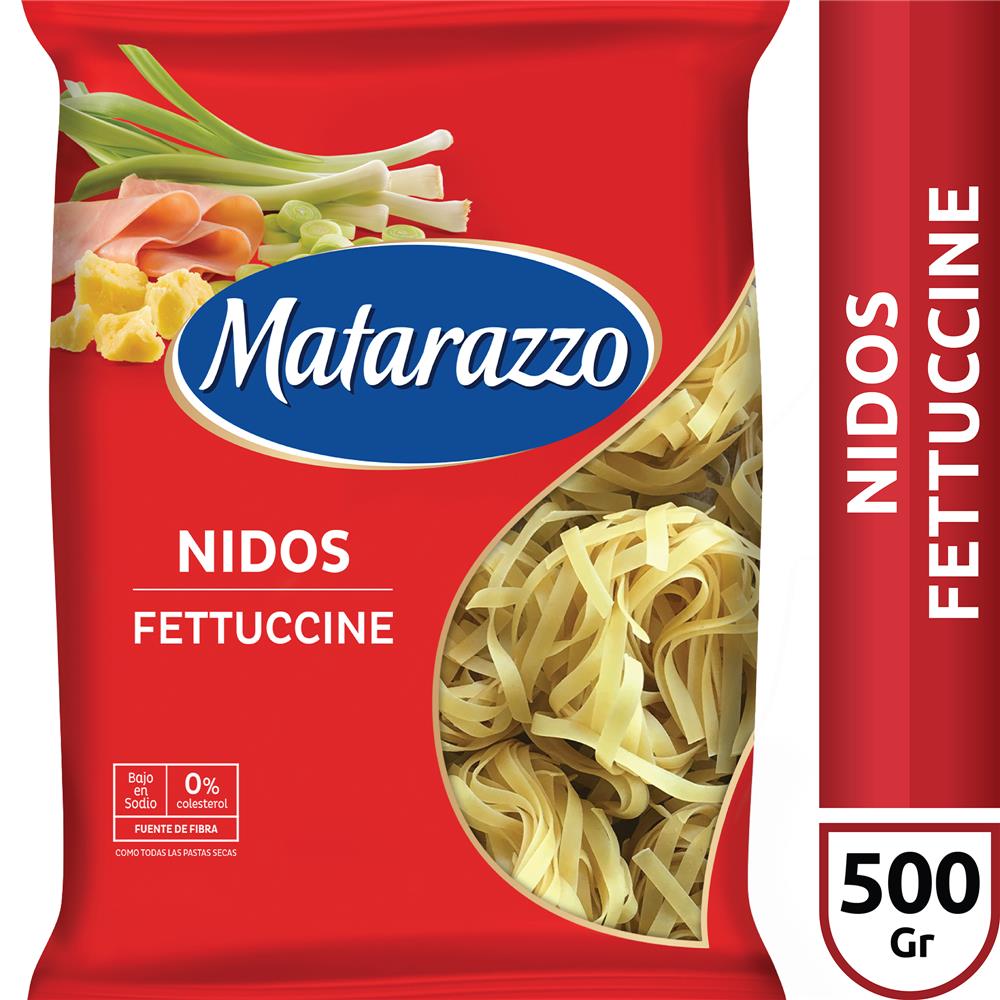 Matarazzo
NIDOS
FETTUCCINE
Bajo
en
Sodio
0%
colesterol
FUENTE DE FIBRA
COMO TODAS LAS PASTAS SECAS
NIDOS
FETTUCCINE
500
Gr